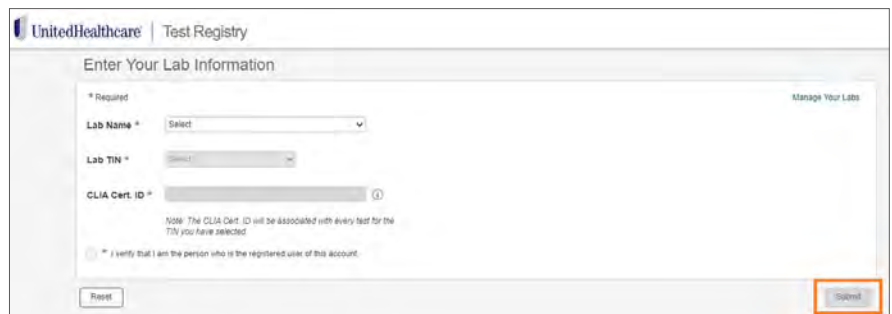 UnitedHealthcare | Test Registry
Enter Your Lab Information
* Required
Manage Your Labs
Lab Name * Select
Lab TIN * Select
CLIA Cert. ID *
Note: The CLIA Cert. ID will be associated with every test for the
TIN you have selected.
* I verify that I am the person who is the registered user of this account.
Reset
Submit